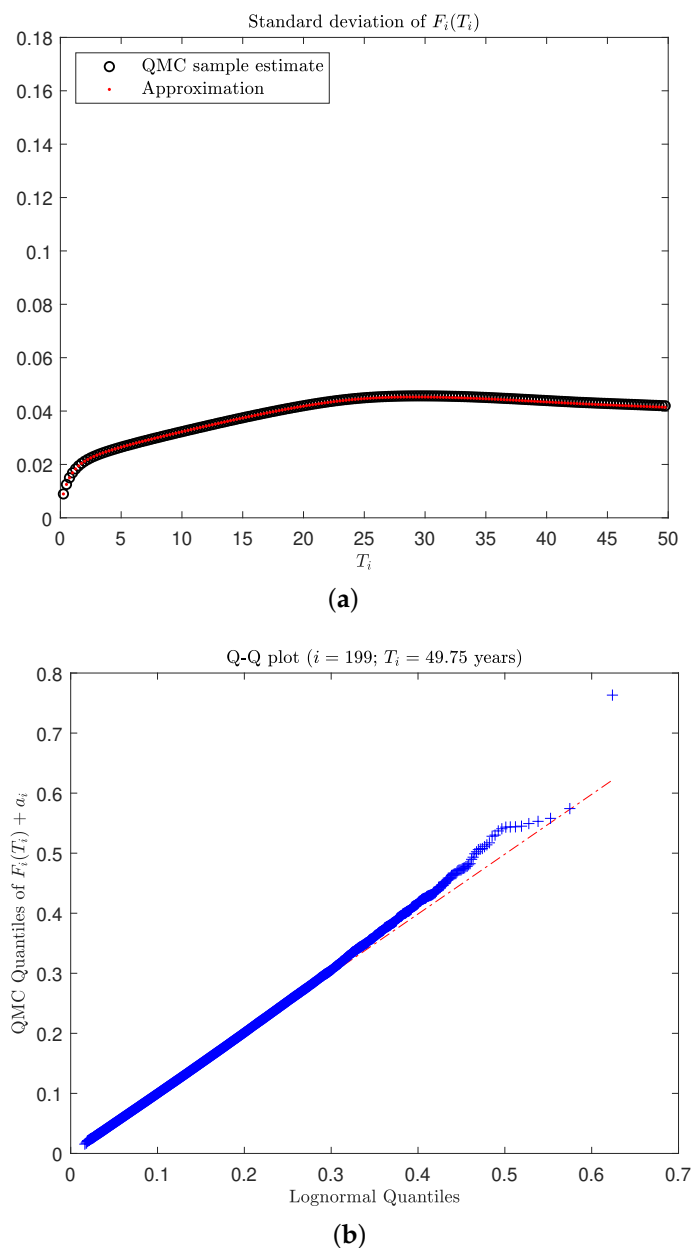 Standard deviation of F_i(T_i)
0.18
QMC sample estimate
Approximation
0.16
0.14
0.12
0.1
0.08
0.06
0.04
0.02
0
0 5 10 15 20 25 30 35 40 45 50
T_i
(a)
Q-Q plot (i = 199; T_i = 49.75 years)
0.8
0.7
0.6
0.5
0.4
0.3
0.2
0.1
0
QMC Quantiles of F_i(T_i) + a_i
0 0.1 0.2 0.3 0.4 0.5 0.6 0.7
Lognormal Quantiles
(b)